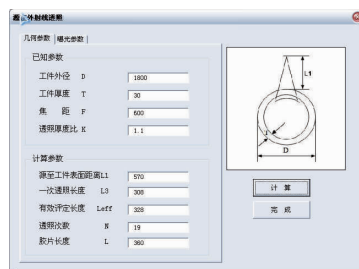 源在外射线透照
几何参数 曝光参数
已知参数
工件外径 D 1800
工件厚度 T 30
焦 距 F 600
透照厚度比 K 1.1
计算参数
源至工件表面距离L1 570
一次透照长度 L3 308
有效评定长度 Leff 328
透照次数 N 19
胶片长度 L 360
L1
T
D
计 算
完 成